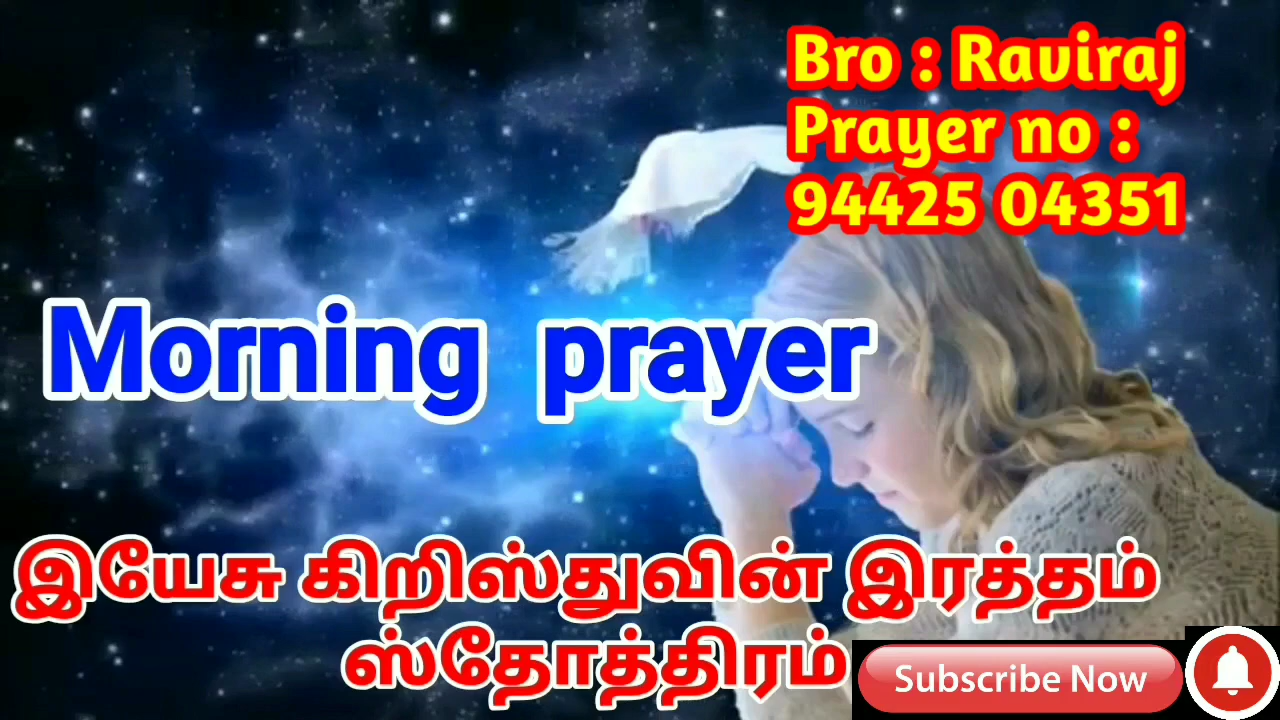 Bro : Raviraj
Prayer no :
94425 04351
Morning prayer
இயேசு கிறிஸ்துவின் இரத்தம்
ஸ்தோத்திரம்
Subscribe Now